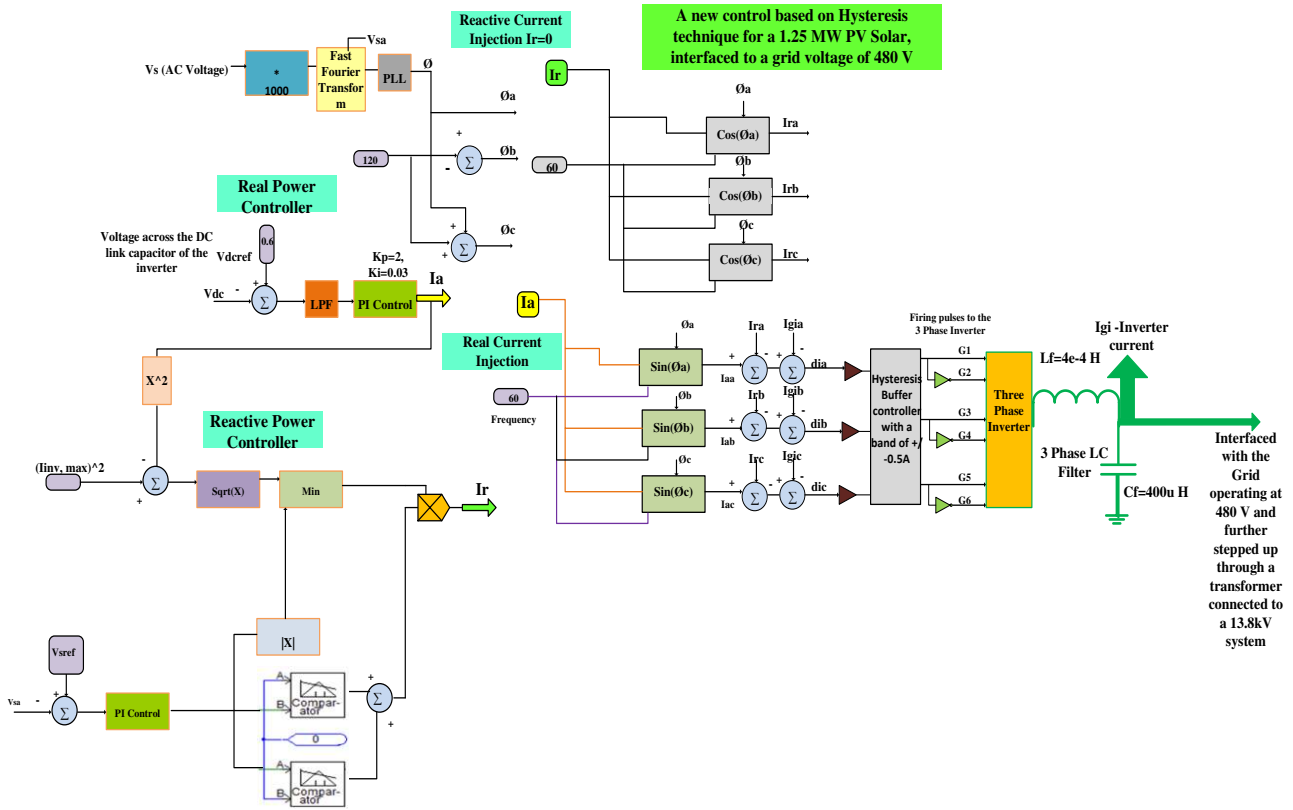 Reactive Current
Injection Ir=0
A new control based on Hysteresis
technique for a 1.25 MW PV Solar,
interfaced to a grid voltage of 480 V
Vsa
Vs (AC Voltage)
*
1000
Fast
Fourier
Transfor
m
PLL
Ø
Øa
120
+
-
Σ
Øb
+
+
Σ
Øc
Ir
60
Øa
Cos(Øa)
Ira
Øb
Cos(Øb)
Irb
Øc
Cos(Øc)
Irc
Real Power
Controller
Voltage across the DC
link capacitor of the
inverter
Vdcref
0.6
Vdc
-
+
Σ
LPF
Kp=2,
Ki=0.03
PI Control
Ia
X^2
Reactive Power
Controller
(Iinv, max)^2
-
+
Σ
Sqrt(X)
Min
Ir
|X|
Vsref
Vsa
-
+
Σ
PI Control
A
B
Compar-
ator
0
A
B
Compar-
ator
+
Σ
+
Ia
Real Current
Injection
60
Frequency
Øa
Sin(Øa)
Iaa
Øb
Sin(Øb)
Iab
Øc
Sin(Øc)
Iac
Ira
Igia
+
Σ
-
+
Σ
-
dia
Irb
Igib
+
Σ
-
+
Σ
-
dib
Irc
Igic
+
Σ
-
+
Σ
-
dic
Hysteresis
Buffer
controller
with a
band of +/
-0.5A
Firing pulses to the
3 Phase Inverter
G1
G2
G3
G4
G5
G6
Three
Phase
Inverter
Lf=4e-4 H
Igi -Inverter
current
3 Phase LC
Filter
Cf=400u H
Interfaced
with the
Grid
operating at
480 V and
further
stepped up
through a
transformer
connected to
a 13.8kV
system